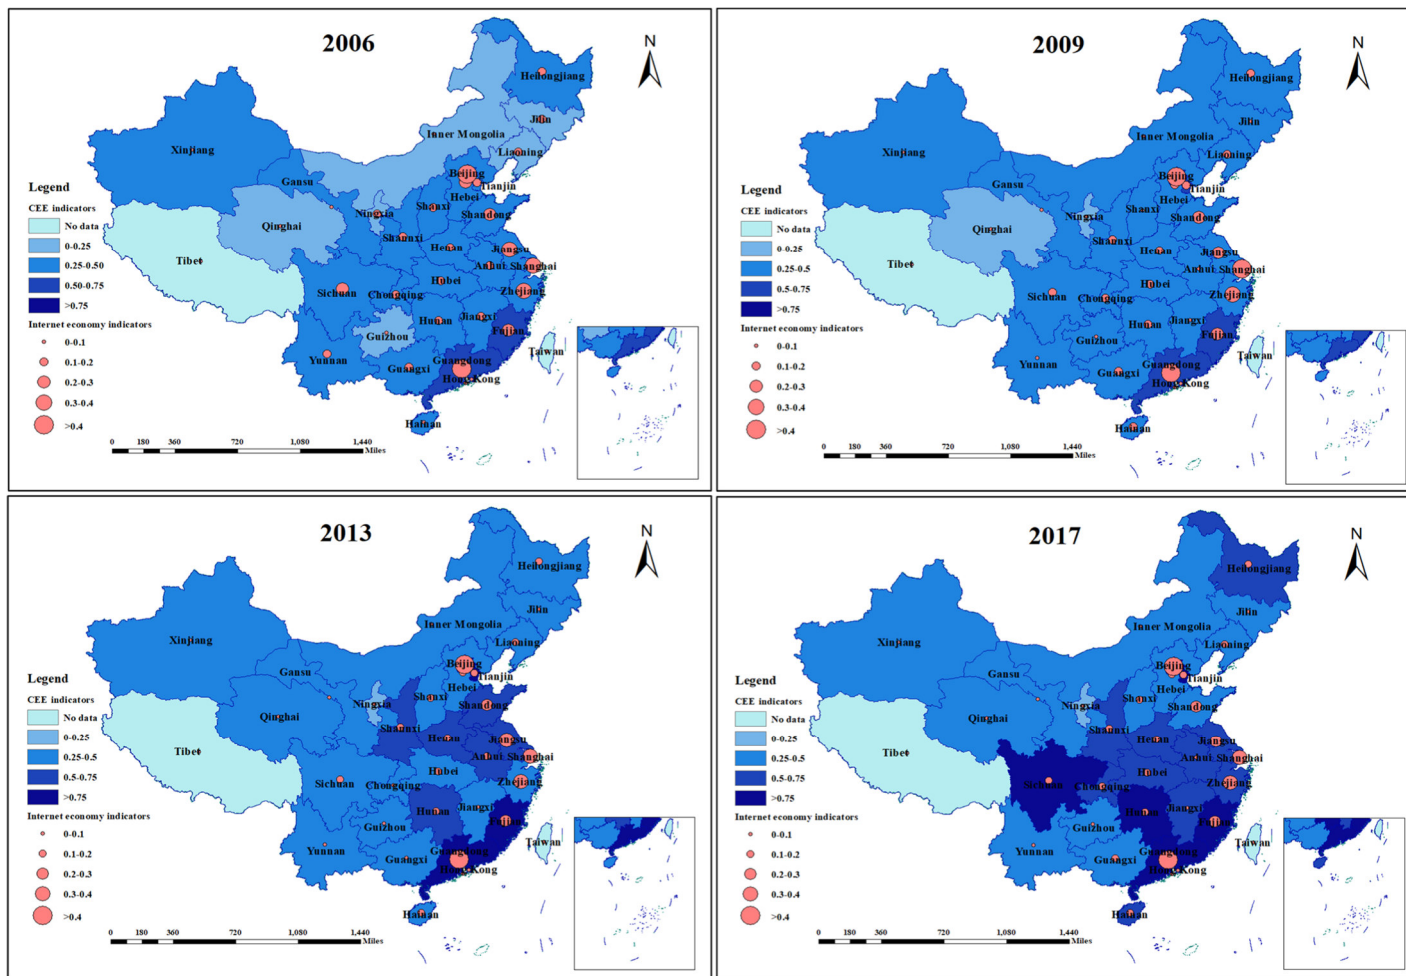 2006
N
Heilongjiang
Jilin
Inner Mongolia
Liaoning
Xinjiang
Beijing
Tianjin
Gansu
Hebei
Ningxia
Shanxi
Shandong
Qinghai
Shannxi
Henan
Jiangsu
Tibet
Anhui Shanghai
Hubei
Sichuan
Chongqing
Zhejiang
Hunan
Jiangxi
Guizhou
Fujian
Yunnan
Guangxi
Guangdong
Hong Kong
Taiwan
Hainan
Legend
CEE indicators
No data
0-0.25
0.25-0.50
0.50-0.75
>0.75
Internet economy indicators
0-0.1
0.1-0.2
0.2-0.3
0.3-0.4
>0.4
0 180 360 720 1,080 1,440
Miles
2009
N
Heilongjiang
Jilin
Inner Mongolia
Liaoning
Xinjiang
Beijing
Tianjin
Gansu
Hebei
Ningxia
Shanxi
Shandong
Qinghai
Shannxi
Henan
Jiangsu
Tibet
Anhui Shanghai
Hubei
Sichuan
Chongqing
Zhejiang
Hunan
Jiangxi
Guizhou
Fujian
Yunnan
Guangxi
Guangdong
Hong Kong
Taiwan
Hainan
Legend
CEE indicators
No data
0-0.25
0.25-0.5
0.5-0.75
>0.75
Internet economy indicators
0-0.1
0.1-0.2
0.2-0.3
0.3-0.4
>0.4
0 180 360 720 1,080 1,440
Miles
2013
N
Heilongjiang
Jilin
Inner Mongolia
Liaoning
Xinjiang
Beijing
Tianjin
Gansu
Hebei
Ningxia
Shanxi
Shandong
Qinghai
Shannxi
Henan
Jiangsu
Tibet
Anhui Shanghai
Hubei
Sichuan
Chongqing
Zhejiang
Hunan
Jiangxi
Guizhou
Fujian
Yunnan
Guangxi
Guangdong
Hong Kong
Taiwan
Hainan
Legend
CEE indicators
No data
0-0.25
0.25-0.5
0.5-0.75
>0.75
Internet economy indicators
0-0.1
0.1-0.2
0.2-0.3
0.3-0.4
>0.4
0 180 360 720 1,080 1,440
Miles
2017
N
Heilongjiang
Jilin
Inner Mongolia
Liaoning
Xinjiang
Beijing
Tianjin
Gansu
Hebei
Ningxia
Shanxi
Shandong
Qinghai
Shannxi
Henan
Jiangsu
Tibet
Anhui Shanghai
Hubei
Sichuan
Chongqing
Zhejiang
Hunan
Jiangxi
Guizhou
Fujian
Yunnan
Guangxi
Guangdong
Hong Kong
Taiwan
Hainan
Legend
CEE indicators
No data
0-0.25
0.25-0.5
0.5-0.75
>0.75
Internet economy indicators
0-0.1
0.1-0.2
0.2-0.3
0.3-0.4
>0.4
0 180 360 720 1,080 1,440
Miles